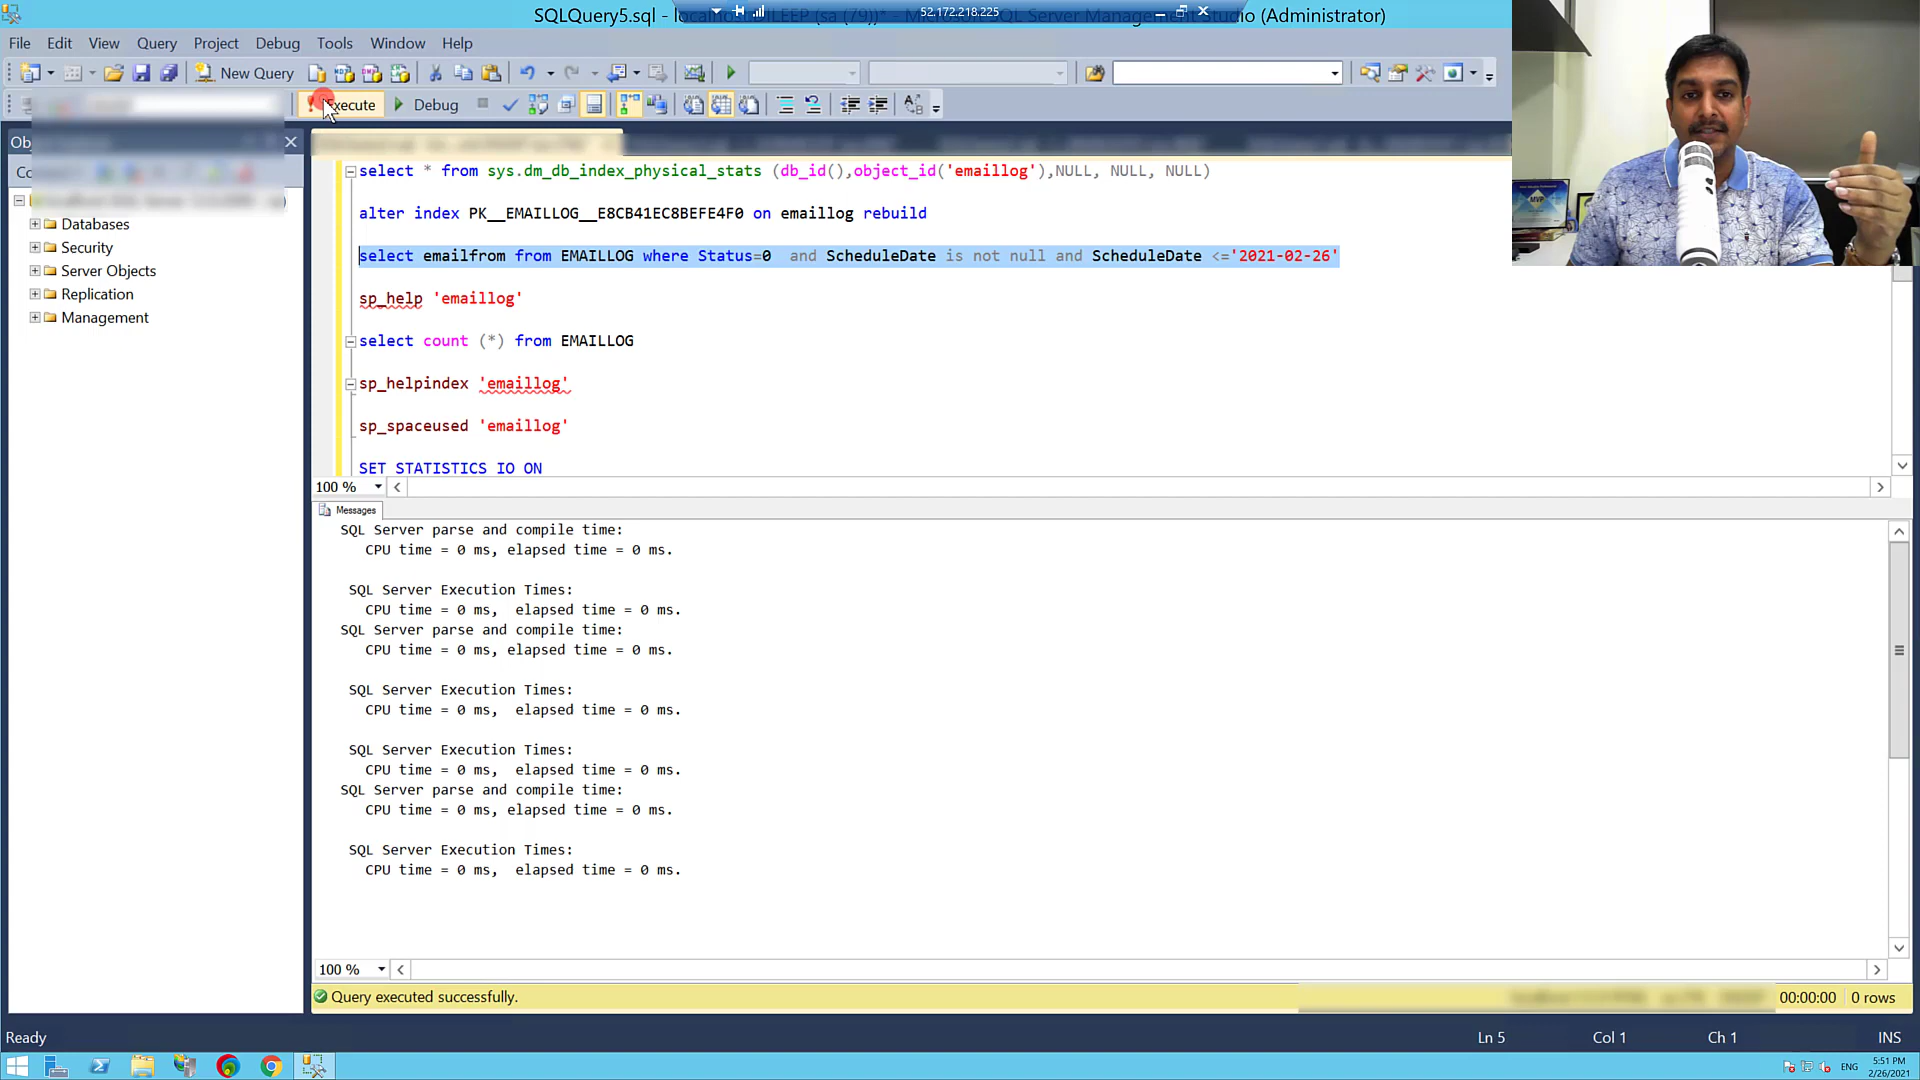 SQLQuery5.sql - DILEEP (sa (79))* - Microsoft SQL Server Management Studio (Administrator)
52.172.218.225
File Edit View Query Project Debug Tools Window Help
New Query
Execute Debug
select * from sys.dm_db_index_physical_stats (db_id(),object_id('emaillog'),NULL, NULL, NULL)
alter index PK__EMAILLOG__E8CB41EC8BEFE4F0 on emaillog rebuild
select emailfrom from EMAILLOG where Status=0 and ScheduleDate is not null and ScheduleDate <='2021-02-26'
sp_help 'emaillog'
select count (*) from EMAILLOG
sp_helpindex 'emaillog'
sp_spaceused 'emaillog'
SET STATISTICS IO ON
Databases
Security
Server Objects
Replication
Management
100 %
Messages
SQL Server parse and compile time:
CPU time = 0 ms, elapsed time = 0 ms.
SQL Server Execution Times:
CPU time = 0 ms, elapsed time = 0 ms.
SQL Server parse and compile time:
CPU time = 0 ms, elapsed time = 0 ms.
SQL Server Execution Times:
CPU time = 0 ms, elapsed time = 0 ms.
SQL Server Execution Times:
CPU time = 0 ms, elapsed time = 0 ms.
SQL Server parse and compile time:
CPU time = 0 ms, elapsed time = 0 ms.
SQL Server Execution Times:
CPU time = 0 ms, elapsed time = 0 ms.
100 %
Query executed successfully.
00:00:00 0 rows
Ready
Ln 5 Col 1 Ch 1 INS
ENG
5:51 PM
2/26/2021
MVP